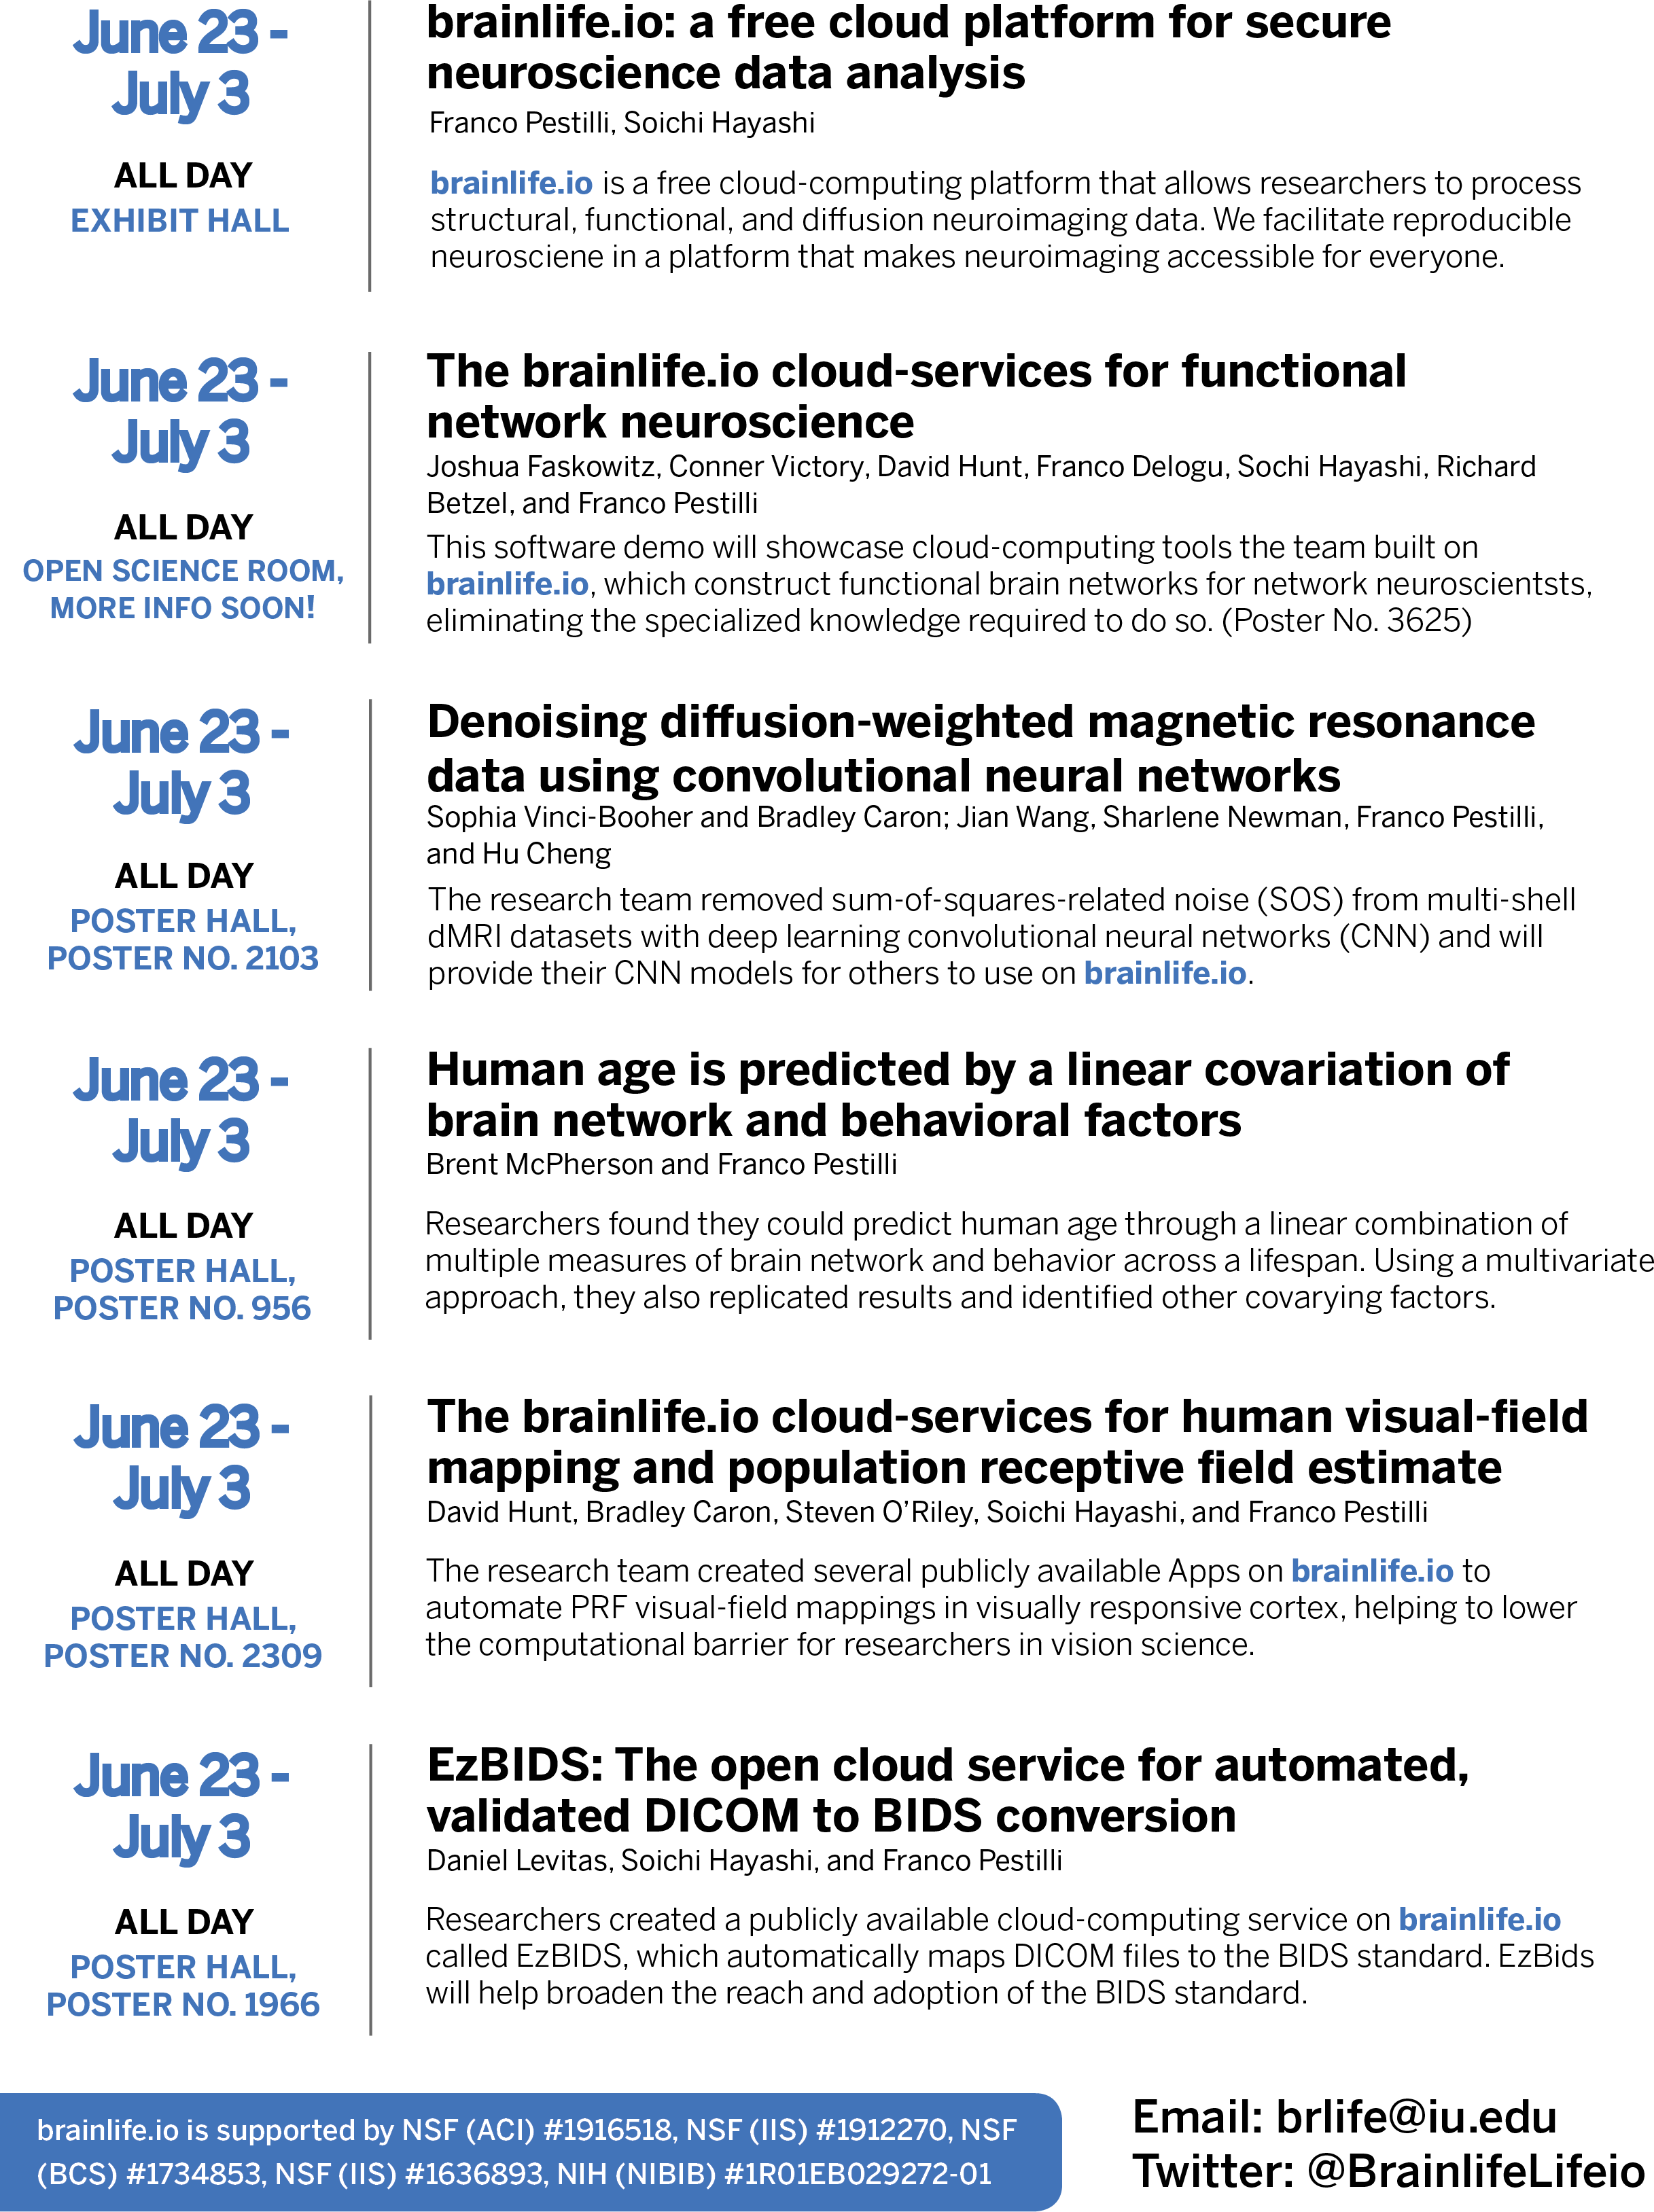 June 23 -
July 3
ALL DAY
EXHIBIT HALL
brainlife.io: a free cloud platform for secure
neuroscience data analysis
Franco Pestilli, Soichi Hayashi
brainlife.io is a free cloud-computing platform that allows researchers to process
structural, functional, and diffusion neuroimaging data. We facilitate reproducible
neurosciene in a platform that makes neuroimaging accessible for everyone.
June 23 -
July 3
ALL DAY
OPEN SCIENCE ROOM,
MORE INFO SOON!
The brainlife.io cloud-services for functional
network neuroscience
Joshua Faskowitz, Conner Victory, David Hunt, Franco Delogu, Sochi Hayashi, Richard
Betzel, and Franco Pestilli
This software demo will showcase cloud-computing tools the team built on
brainlife.io, which construct functional brain networks for network neuroscientsts,
eliminating the specialized knowledge required to do so. (Poster No. 3625)
June 23 -
July 3
ALL DAY
POSTER HALL,
POSTER NO. 2103
Denoising diffusion-weighted magnetic resonance
data using convolutional neural networks
Sophia Vinci-Booher and Bradley Caron; Jian Wang, Sharlene Newman, Franco Pestilli,
and Hu Cheng
The research team removed sum-of-squares-related noise (SOS) from multi-shell
dMRI datasets with deep learning convolutional neural networks (CNN) and will
provide their CNN models for others to use on brainlife.io.
June 23 -
July 3
ALL DAY
POSTER HALL,
POSTER NO. 956
Human age is predicted by a linear covariation of
brain network and behavioral factors
Brent McPherson and Franco Pestilli
Researchers found they could predict human age through a linear combination of
multiple measures of brain network and behavior across a lifespan. Using a multivariate
approach, they also replicated results and identified other covarying factors.
June 23 -
July 3
ALL DAY
POSTER HALL,
POSTER NO. 2309
The brainlife.io cloud-services for human visual-field
mapping and population receptive field estimate
David Hunt, Bradley Caron, Steven O’Riley, Soichi Hayashi, and Franco Pestilli
The research team created several publicly available Apps on brainlife.io to
automate PRF visual-field mappings in visually responsive cortex, helping to lower
the computational barrier for researchers in vision science.
June 23 -
July 3
ALL DAY
POSTER HALL,
POSTER NO. 1966
EzBIDS: The open cloud service for automated,
validated DICOM to BIDS conversion
Daniel Levitas, Soichi Hayashi, and Franco Pestilli
Researchers created a publicly available cloud-computing service on brainlife.io
called EzBIDS, which automatically maps DICOM files to the BIDS standard. EzBids
will help broaden the reach and adoption of the BIDS standard.
brainlife.io is supported by NSF (ACI) #1916518, NSF (IIS) #1912270, NSF
(BCS) #1734853, NSF (IIS) #1636893, NIH (NIBIB) #1R01EB029272-01
Email: brlife@iu.edu
Twitter: @BrainlifeLifeio